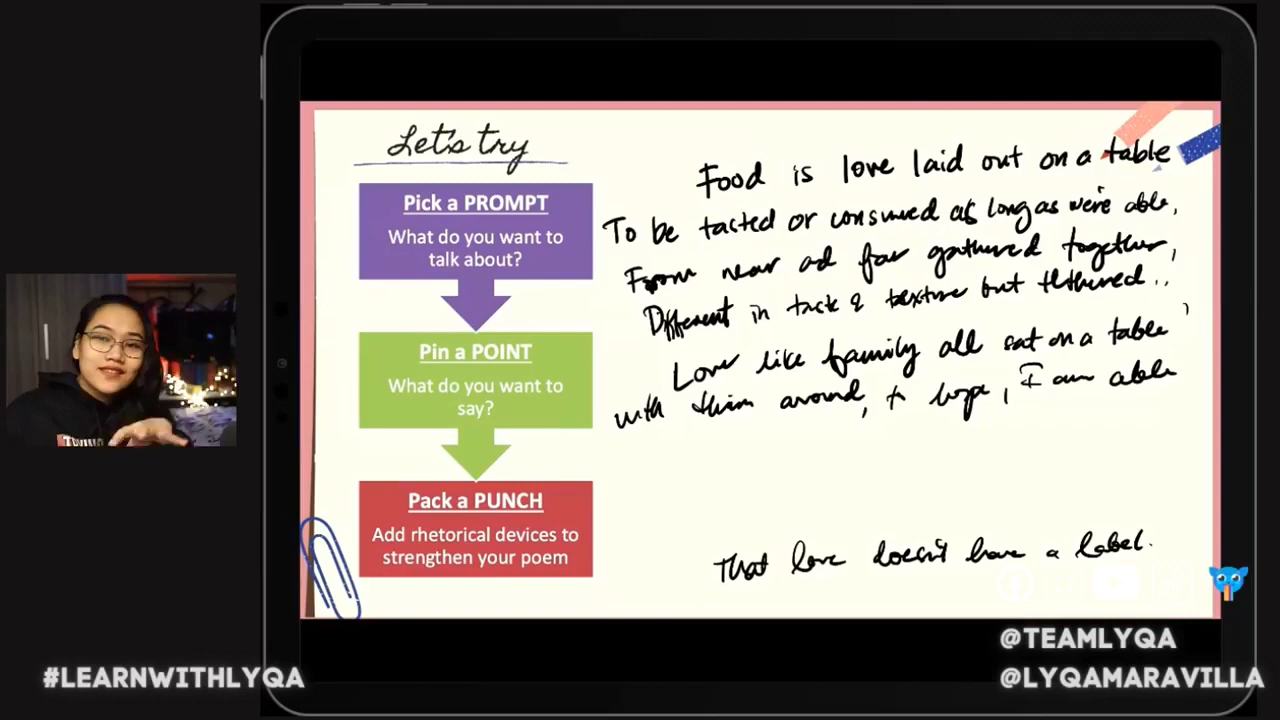 Let's try
Pick a PROMPT
What do you want to
talk about?
Pin a POINT
What do you want to
say?
Pack a PUNCH
Add rhetorical devices to
strengthen your poem
Food is love laid out on a table
To be tasted or consumed as long as we're able,
From near ad far gathered together,
Different in & texture but tethered..
Love like family all sat on a table
with them around, to hope, I am able
That love doesn't have a label.
@TEAMLYQA
#LEARNWITHLYQA
@LYQAMARAVILLA